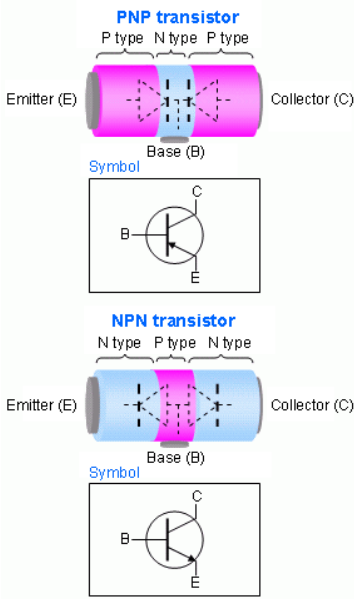 PNP transistor
P type N type P type
Emitter (E) Collector (C)
Base (B)
Symbol
C
B
E
NPN transistor
N type P type N type
Emitter (E) Collector (C)
Base (B)
Symbol
C
B
E